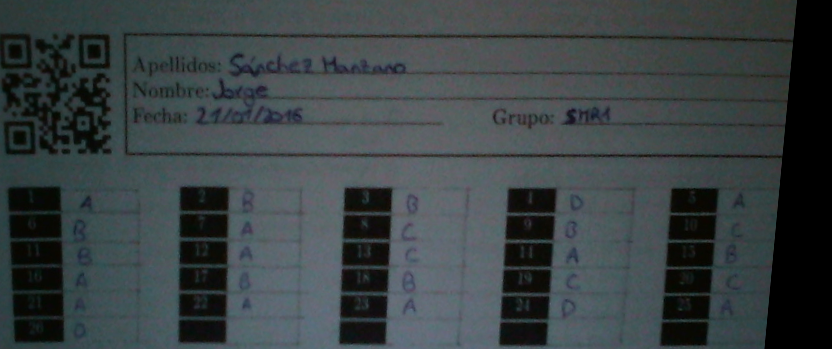 Apellidos: Sánchez Manzano
Nombre: Jorge
Fecha: 21/01/2016 Grupo: SMR1
1 A 2 B 3 B 4 D 5 A
6 B 7 A 8 C 9 B 10 C
11 B 12 A 13 C 14 A 15 B
16 A 17 B 18 B 19 C 20 C
21 A 22 A 23 A 24 D 25 A
26